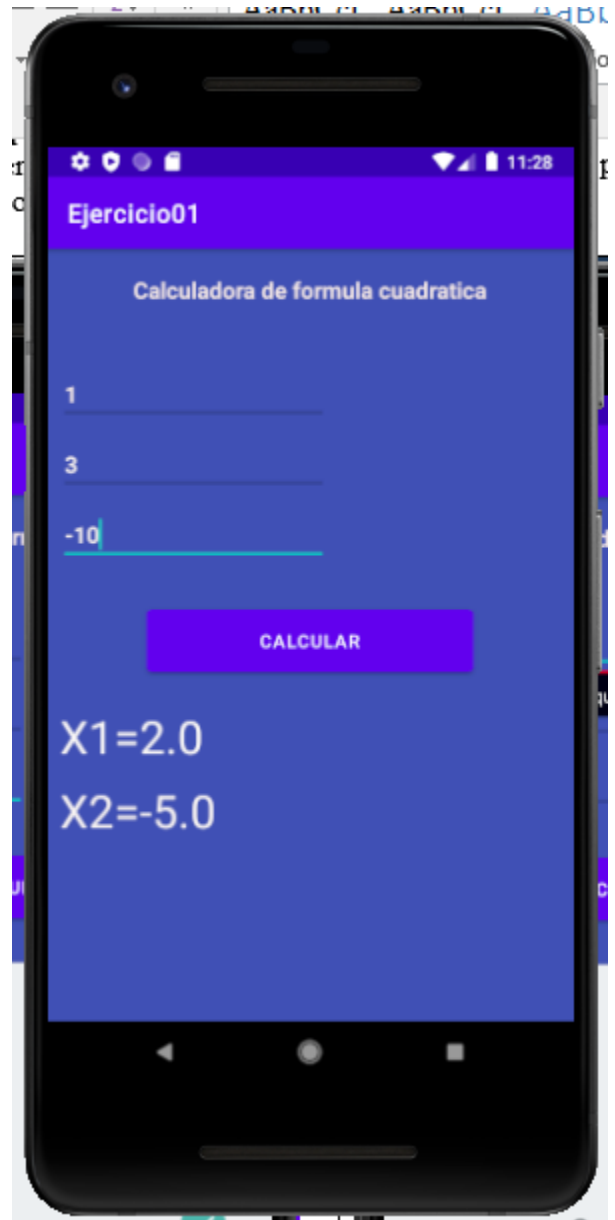 11:28
Ejercicio01
Calculadora de formula cuadratica
1
3
-10
CALCULAR
X1=2.0
X2=-5.0